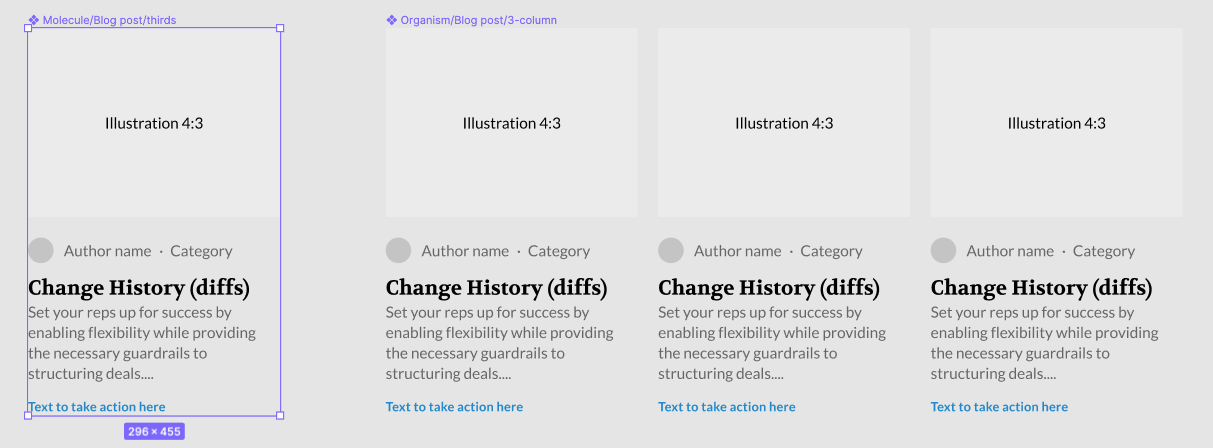 Molecule/Blog post/thirds
Illustration 4:3
Author name · Category
Change History (diffs)
Set your reps up for success by
enabling flexibility while providing
the necessary guardrails to
structuring deals....
Text to take action here
296 × 455
Organism/Blog post/3-column
Illustration 4:3
Author name · Category
Change History (diffs)
Set your reps up for success by
enabling flexibility while providing
the necessary guardrails to
structuring deals....
Text to take action here
Illustration 4:3
Author name · Category
Change History (diffs)
Set your reps up for success by
enabling flexibility while providing
the necessary guardrails to
structuring deals....
Text to take action here
Illustration 4:3
Author name · Category
Change History (diffs)
Set your reps up for success by
enabling flexibility while providing
the necessary guardrails to
structuring deals....
Text to take action here